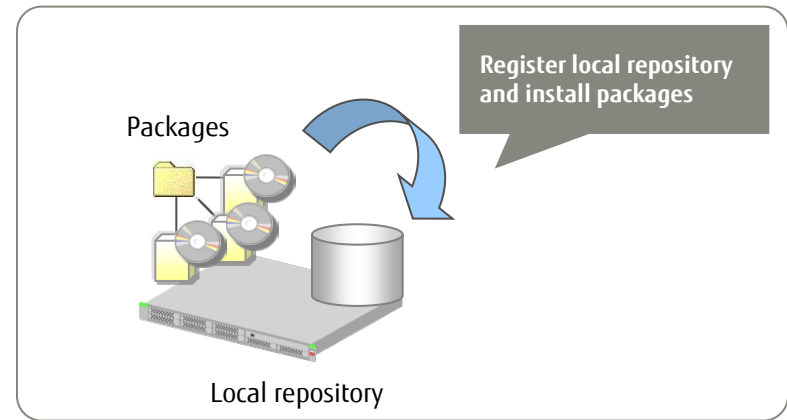 Register local repository
and install packages
Packages
Local repository